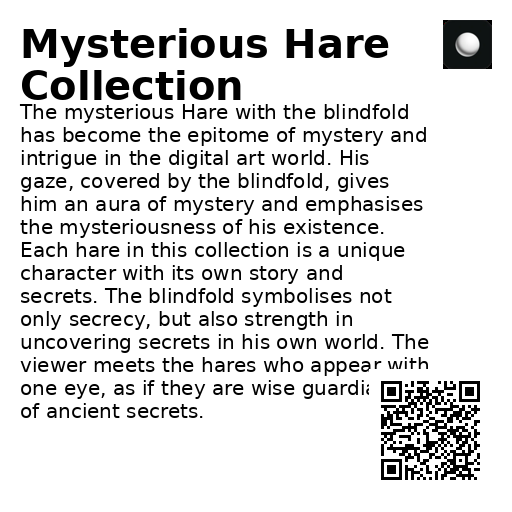 Mysterious Hare
Collection
The mysterious Hare with the blindfold
has become the epitome of mystery and
intrigue in the digital art world. His
gaze, covered by the blindfold, gives
him an aura of mystery and emphasises
the mysteriousness of his existence.
Each hare in this collection is a unique
character with its own story and
secrets. The blindfold symbolises not
only secrecy, but also strength in
uncovering secrets in his own world. The
viewer meets the hares who appear with
one eye, as if they are wise guardia
of ancient secrets.